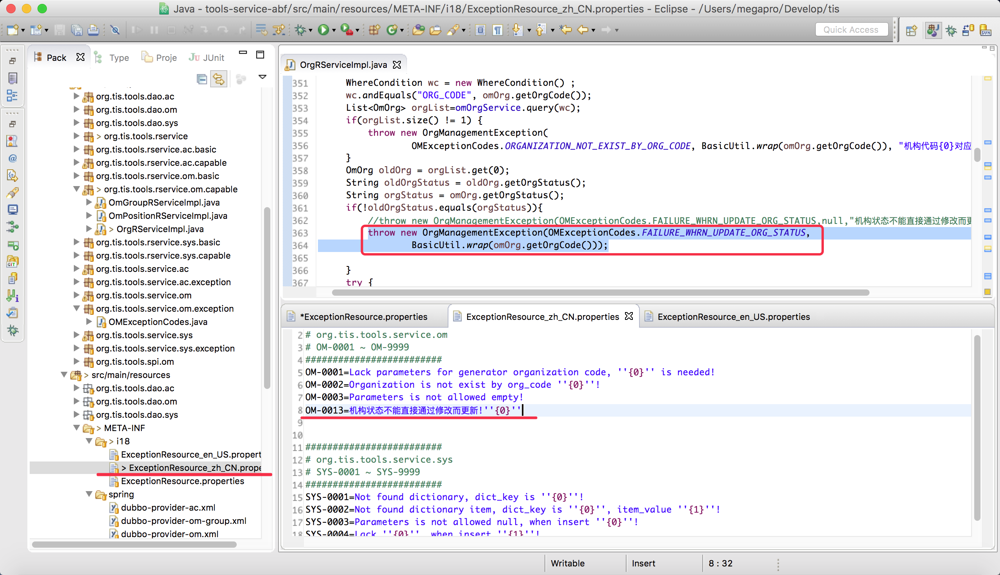 Java - tools-service-abf/src/main/resources/META-INF/i18/ExceptionResource_zh_CN.properties - Eclipse - /Users/megapro/Develop/tis
Quick Access
Pack
Type
Proje
JUnit
org.tis.tools.dao.ac
org.tis.tools.dao.om
org.tis.tools.dao.sys
> org.tis.tools.rservice
org.tis.tools.rservice.ac.basic
org.tis.tools.rservice.ac.capable
org.tis.tools.rservice.om.basic
> org.tis.tools.rservice.om.capable
OmGroupRServiceImpl.java
OmPositionRServiceImpl.java
> OrgRServiceImpl.java
org.tis.tools.rservice.sys.basic
org.tis.tools.rservice.sys.capable
org.tis.tools.service.ac
org.tis.tools.service.ac.exception
org.tis.tools.service.om
org.tis.tools.service.om.exception
OMExceptionCodes.java
org.tis.tools.service.sys
org.tis.tools.service.sys.exception
org.tis.tools.spi.om
> src/main/resources
org.tis.tools.dao.ac
org.tis.tools.dao.om
org.tis.tools.dao.sys
> META-INF
> i18
ExceptionResource_en_US.propert
> ExceptionResource_zh_CN.prope
ExceptionResource.properties
spring
dubbo-provider-ac.xml
dubbo-provider-om-group.xml
dubbo-provider-om.xml
OrgRServiceImpl.java
351 WhereCondition wc = new WhereCondition() ;
352 wc.andEquals("ORG_CODE", omOrg.getOrgCode());
353 List<OmOrg> orgList=omOrgService.query(wc);
354 if(orgList.size() != 1) {
355 throw new OrgManagementException(
356 OMExceptionCodes.ORGANIZATION_NOT_EXIST_BY_ORG_CODE, BasicUtil.wrap(omOrg.getOrgCode()), "机构代码{0}对应
357 }
358 OmOrg oldOrg = orgList.get(0);
359 String oldOrgStatus = oldOrg.getOrgStatus();
360 String orgStatus = omOrg.getOrgStatus();
361 if(!oldOrgStatus.equals(orgStatus)){
362 //throw new OrgManagementException(OMExceptionCodes.FAILURE_WHRN_UPDATE_ORG_STATUS,null,"机构状态不能直接通过修改而更
363 throw new OrgManagementException(OMExceptionCodes.FAILURE_WHRN_UPDATE_ORG_STATUS,
364 BasicUtil.wrap(omOrg.getOrgCode()));
365
366 }
367 try {
*ExceptionResource.properties
ExceptionResource_zh_CN.properties
ExceptionResource_en_US.properties
2 # org.tis.tools.service.om
3 # OM-0001 ~ OM-9999
4 #########################
5 OM-0001=Lack parameters for generator organization code, ''{0}'' is needed!
6 OM-0002=Organization is not exist by org_code ''{0}''!
7 OM-0003=Parameters is not allowed empty!
8 OM-0013=机构状态不能直接通过修改而更新!''{0}''
9
10
11 #########################
12 # org.tis.tools.service.sys
13 # SYS-0001 ~ SYS-9999
14 #########################
15 SYS-0001=Not found dictionary, dict_key is ''{0}''!
16 SYS-0002=Not found dictionary item, dict_key is ''{0}'', item_value ''{1}''!
17 SYS-0003=Parameters is not allowed null, when insert ''{0}''!
18 SYS-0004=Lack ''{0}'', when insert ''{1}''!
Writable
Insert
8 : 32